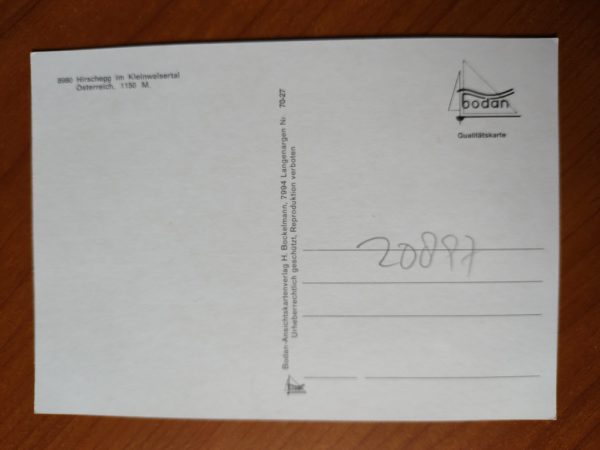 8980 Hirschegg im Kleinwalsertal
Österreich, 1150 M.
bodan
Qualitätskarte
Bodan-Ansichtskartenverlag H. Bockelmann, 7994 Langenargen Nr. 70-27
Urheberrechtlich geschützt, Reproduktion verboten
20897